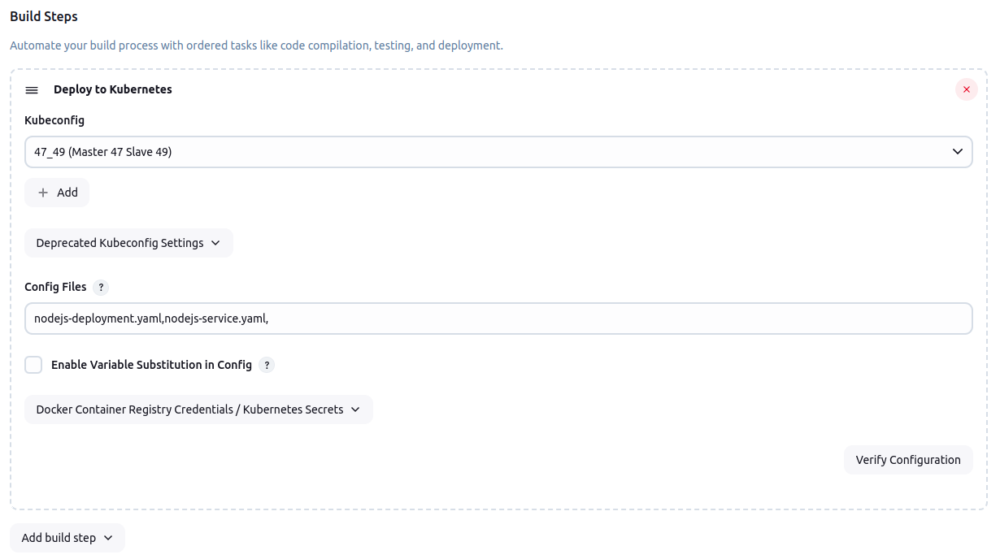 Build Steps
Automate your build process with ordered tasks like code compilation, testing, and deployment.
Deploy to Kubernetes
Kubeconfig
47_49 (Master 47 Slave 49)
Add
Deprecated Kubeconfig Settings
Config Files ?
nodejs-deployment.yaml,nodejs-service.yaml,
Enable Variable Substitution in Config ?
Docker Container Registry Credentials / Kubernetes Secrets
Verify Configuration
Add build step